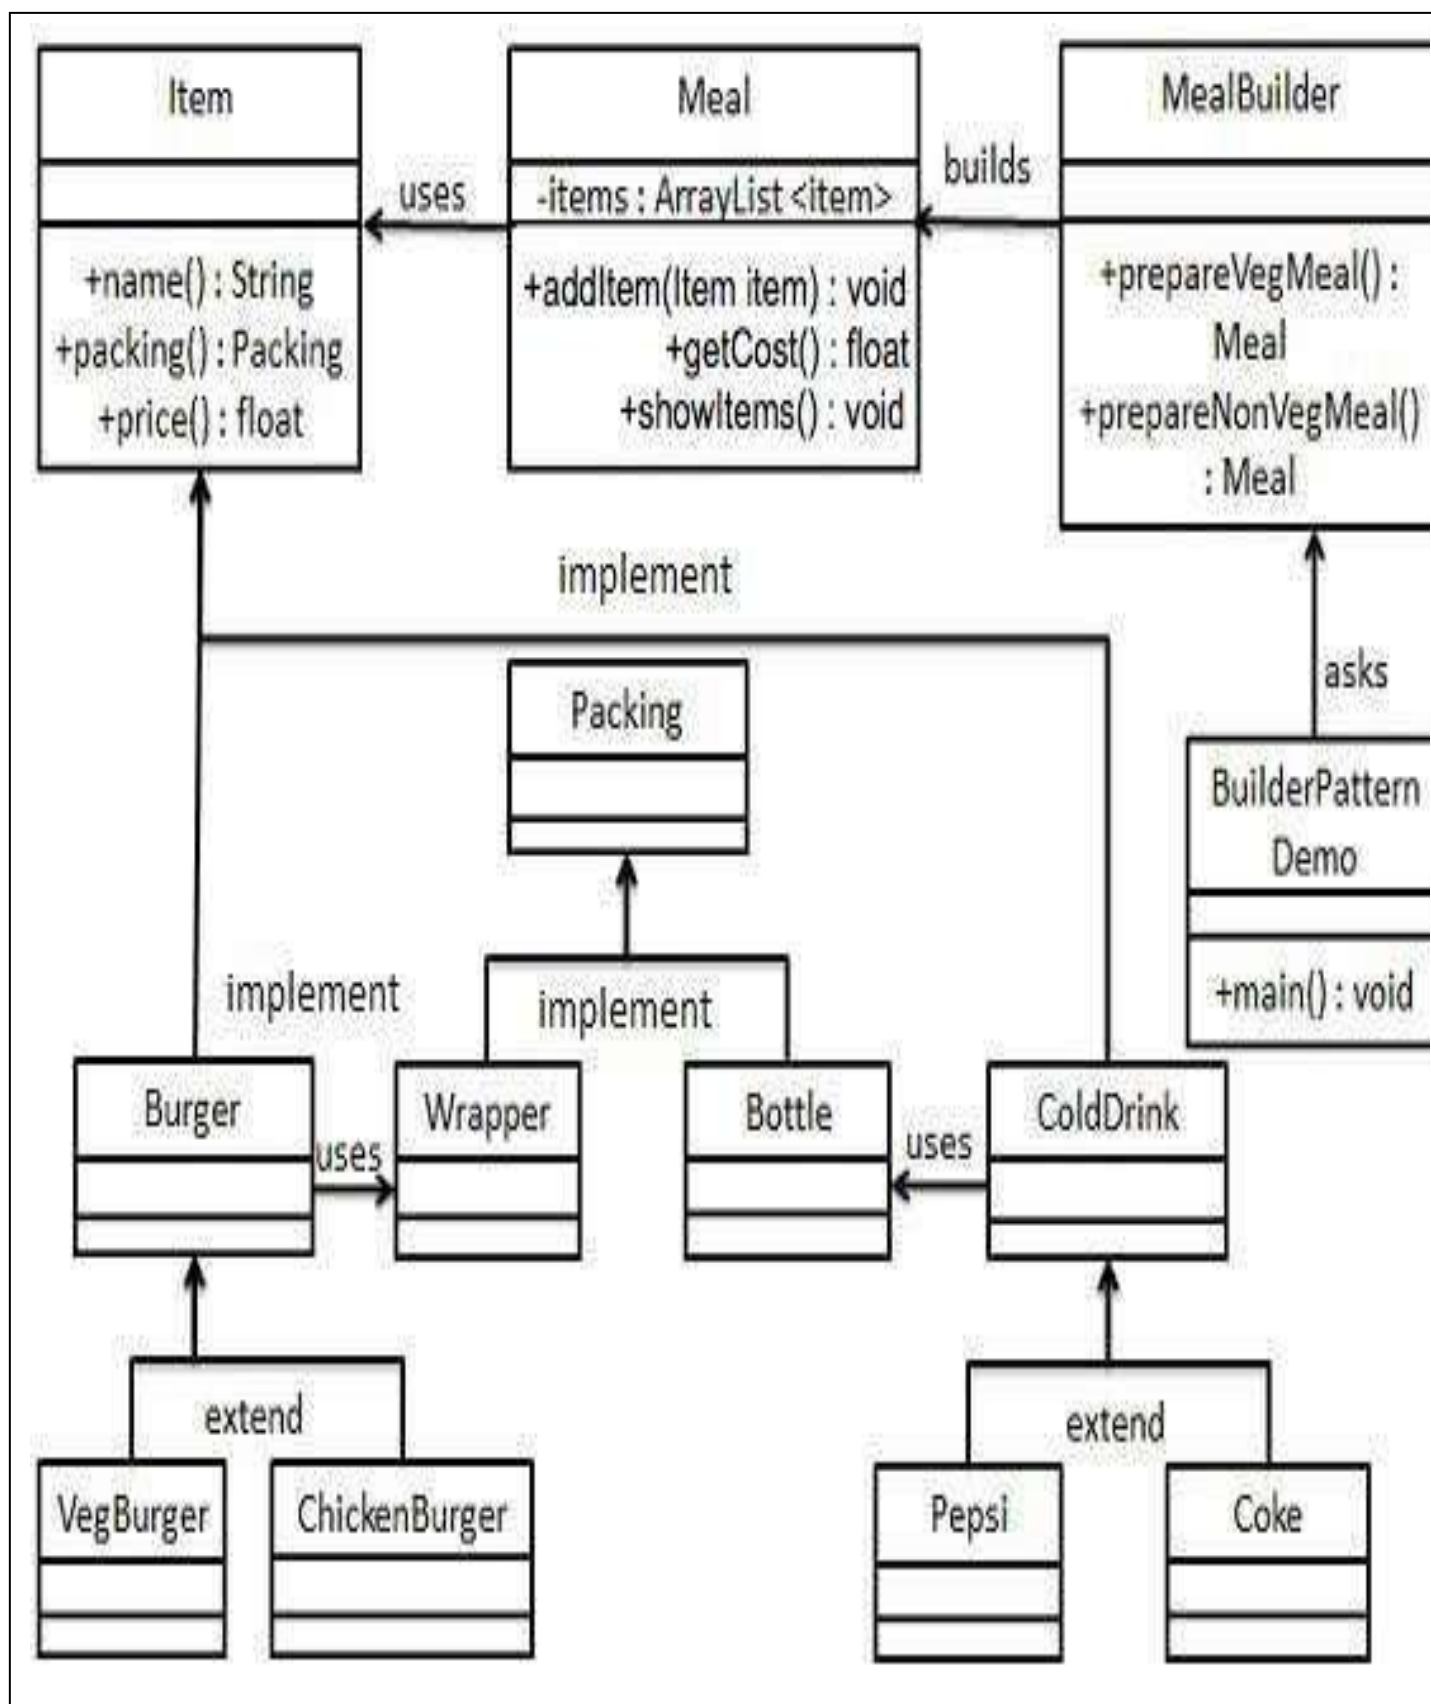 Item
+name() : String
+packing() : Packing
+price() : float
uses
Meal
-items : ArrayList <item>
+addItem(Item item) : void
+getCost() : float
+showItems() : void
builds
MealBuilder
+prepareVegMeal() :
Meal
+prepareNonVegMeal()
: Meal
implement
asks
Packing
BuilderPattern
Demo
+main() : void
implement
implement
Burger
uses
Wrapper
Bottle
uses
ColdDrink
extend
extend
VegBurger
ChickenBurger
Pepsi
Coke